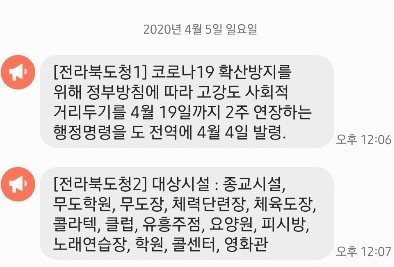 2020년 4월 5일 일요일
[전라북도청1] 코로나19 확산방지를
위해 정부방침에 따라 고강도 사회적
거리두기를 4월 19일까지 2주 연장하는
행정명령을 도 전역에 4월 4일 발령.
오후 12:06
[전라북도청2] 대상시설 : 종교시설,
무도학원, 무도장, 체력단련장, 체육도장,
콜라텍, 클럽, 유흥주점, 요양원, 피시방,
노래연습장, 학원, 콜센터, 영화관
오후 12:07